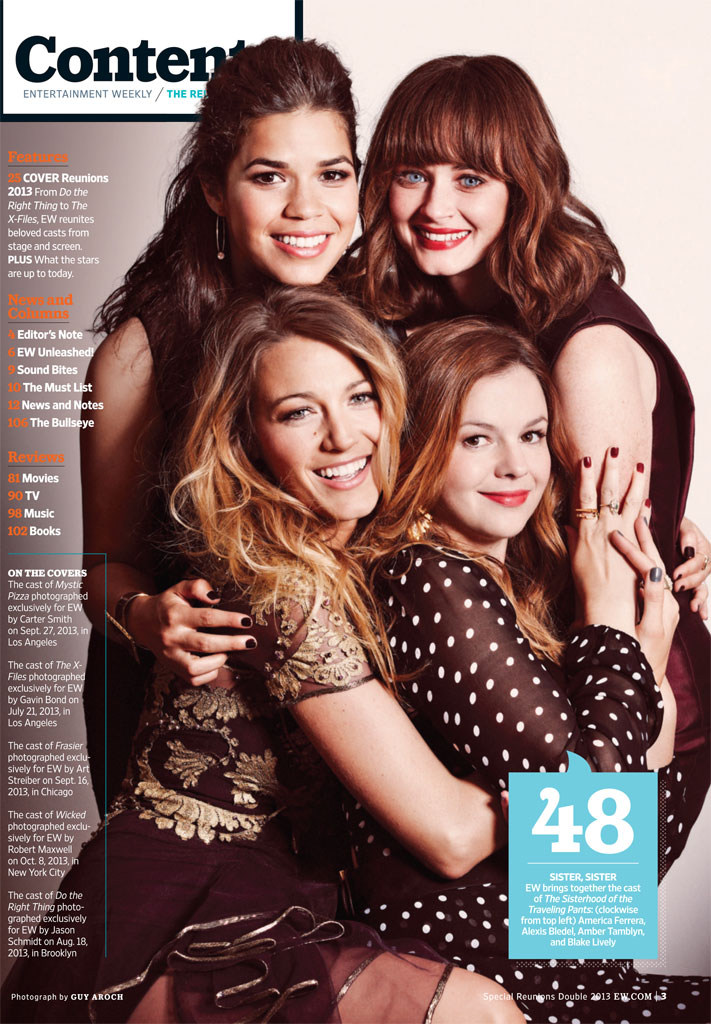 Content
ENTERTAINMENT WEEKLY / THE
Features
25 COVER Reunions
2013 From Do the
Right Thing to The
X-Files, EW reunites
beloved casts from
stage and screen.
PLUS What the stars
are up to today.
News and
Columns
4 Editor's Note
6 EW Unleashed!
9 Sound Bites
10 The Must List
12 News and Notes
106 The Bullseye
Reviews
81 Movies
90 TV
98 Music
102 Books
ON THE COVERS
The cast of Mystic
Pizza photographed
exclusively for EW
by Carter Smith
on Sept. 27, 2013, in
Los Angeles
The cast of The X-
Files photographed
exclusively for EW
by Gavin Bond on
July 21, 2013, in
Los Angeles
The cast of Frasier
photographed exclu-
sively for EW by Art
Streiber on Sept. 16,
2013, in Chicago
The cast of Wicked
photographed exclu-
sively for EW by
Robert Maxwell
on Oct. 8, 2013, in
New York City
The cast of Do the
Right Thing photo-
graphed exclusively
for EW by Jason
Schmidt on Aug. 18,
2013, in Brooklyn
48
SISTER, SISTER
EW brings together the cast
of The Sisterhood of the
Traveling Pants: (clockwise
from top left) America Ferrera,
Alexis Bledel, Amber Tamblyn,
and Blake Lively
Photograph by GUY AROCH
Special Reunions Double 2013 EW.COM | 3